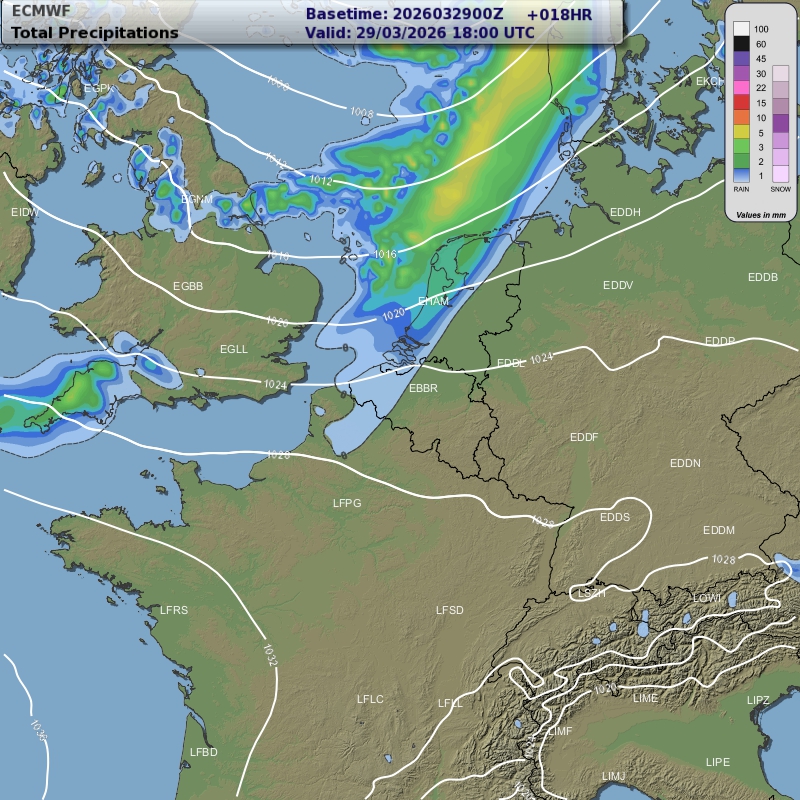 ECMWF
Basetime: 2026032900Z +018HR
Total Precipitations
Valid: 29/03/2026 18:00 UTC
100
60
45
30
22
15
10
5
3
2
1
RAIN SNOW
Values in mm
EGPK
EKCH
1008
1012
1012
EIDW
EGNM
EDDH
1016
1016
EGBB
EDDV
EDDB
EHAM
1020
1020
EGLL
EDDP
EDDL
1024
1024
EBBR
EDDF
1028
EDDN
LFPG
1028
EDDS
EDDM
1028
LSZH
LOWI
LFRS
LFSD
1032
1020
LFLC
LFLL
LIME
LIPZ
1036
LIMF
LFBD
LIPE
LIMJ